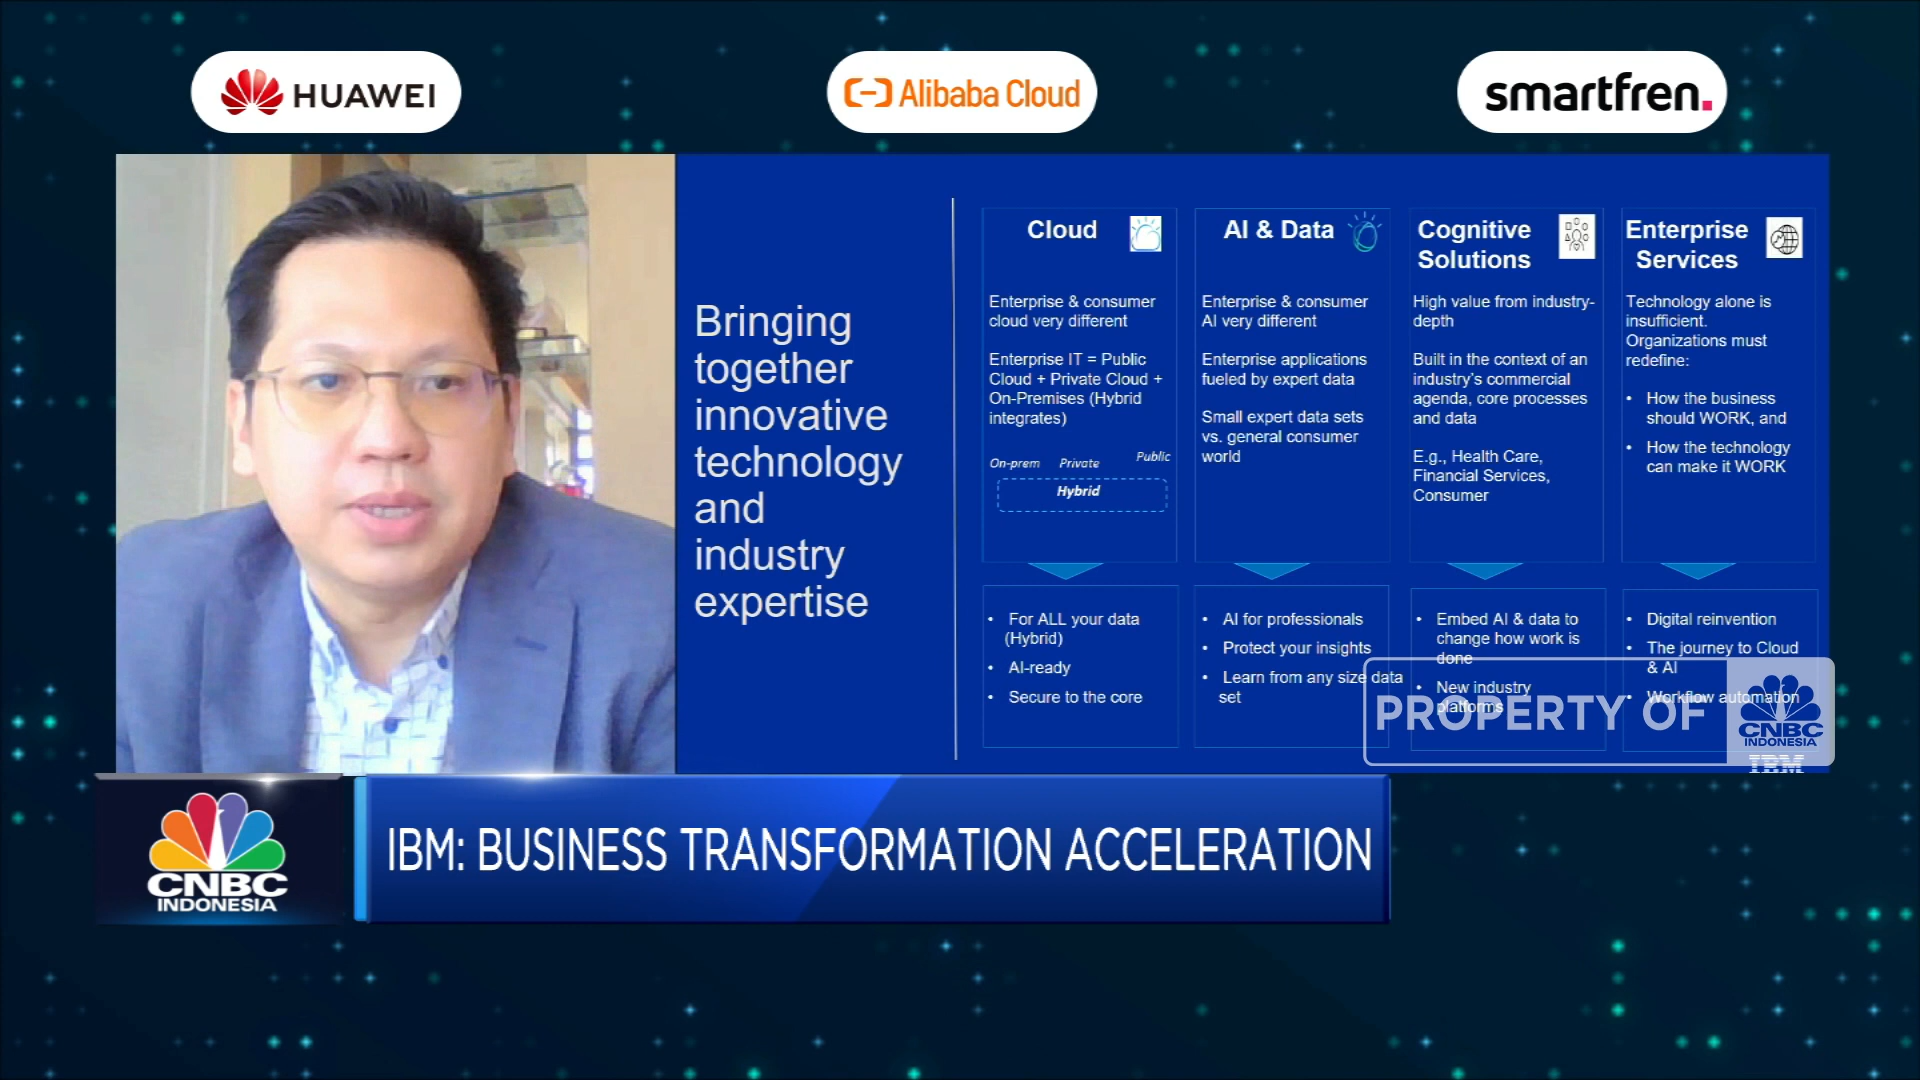 HUAWEI
Alibaba Cloud
smartfren.
Bringing
together
innovative
technology
and
industry
expertise
Cloud
Enterprise & consumer
cloud very different
Enterprise IT = Public
Cloud + Private Cloud +
On-Premises (Hybrid
integrates)
On-prem Private Public
Hybrid
• For ALL your data
(Hybrid)
• AI-ready
• Secure to the core
AI & Data
Enterprise & consumer
AI very different
Enterprise applications
fueled by expert data
Small expert data sets
vs. general consumer
world
• AI for professionals
• Protect your insights
• Learn from any size data
set
Cognitive
Solutions
High value from industry-
depth
Built in the context of an
industry's commercial
agenda, core processes
and data
E.g., Health Care,
Financial Services,
Consumer
• Embed AI & data to
change how work is
done
• New industry
platforms
Enterprise
Services
Technology alone is
insufficient.
Organizations must
redefine:
• How the business
should WORK, and
• How the technology
can make it WORK
• Digital reinvention
• The journey to Cloud
& AI
• Workflow automation
PROPERTY OF
CNBC
INDONESIA
IBM
CNBC
INDONESIA
IBM: BUSINESS TRANSFORMATION ACCELERATION